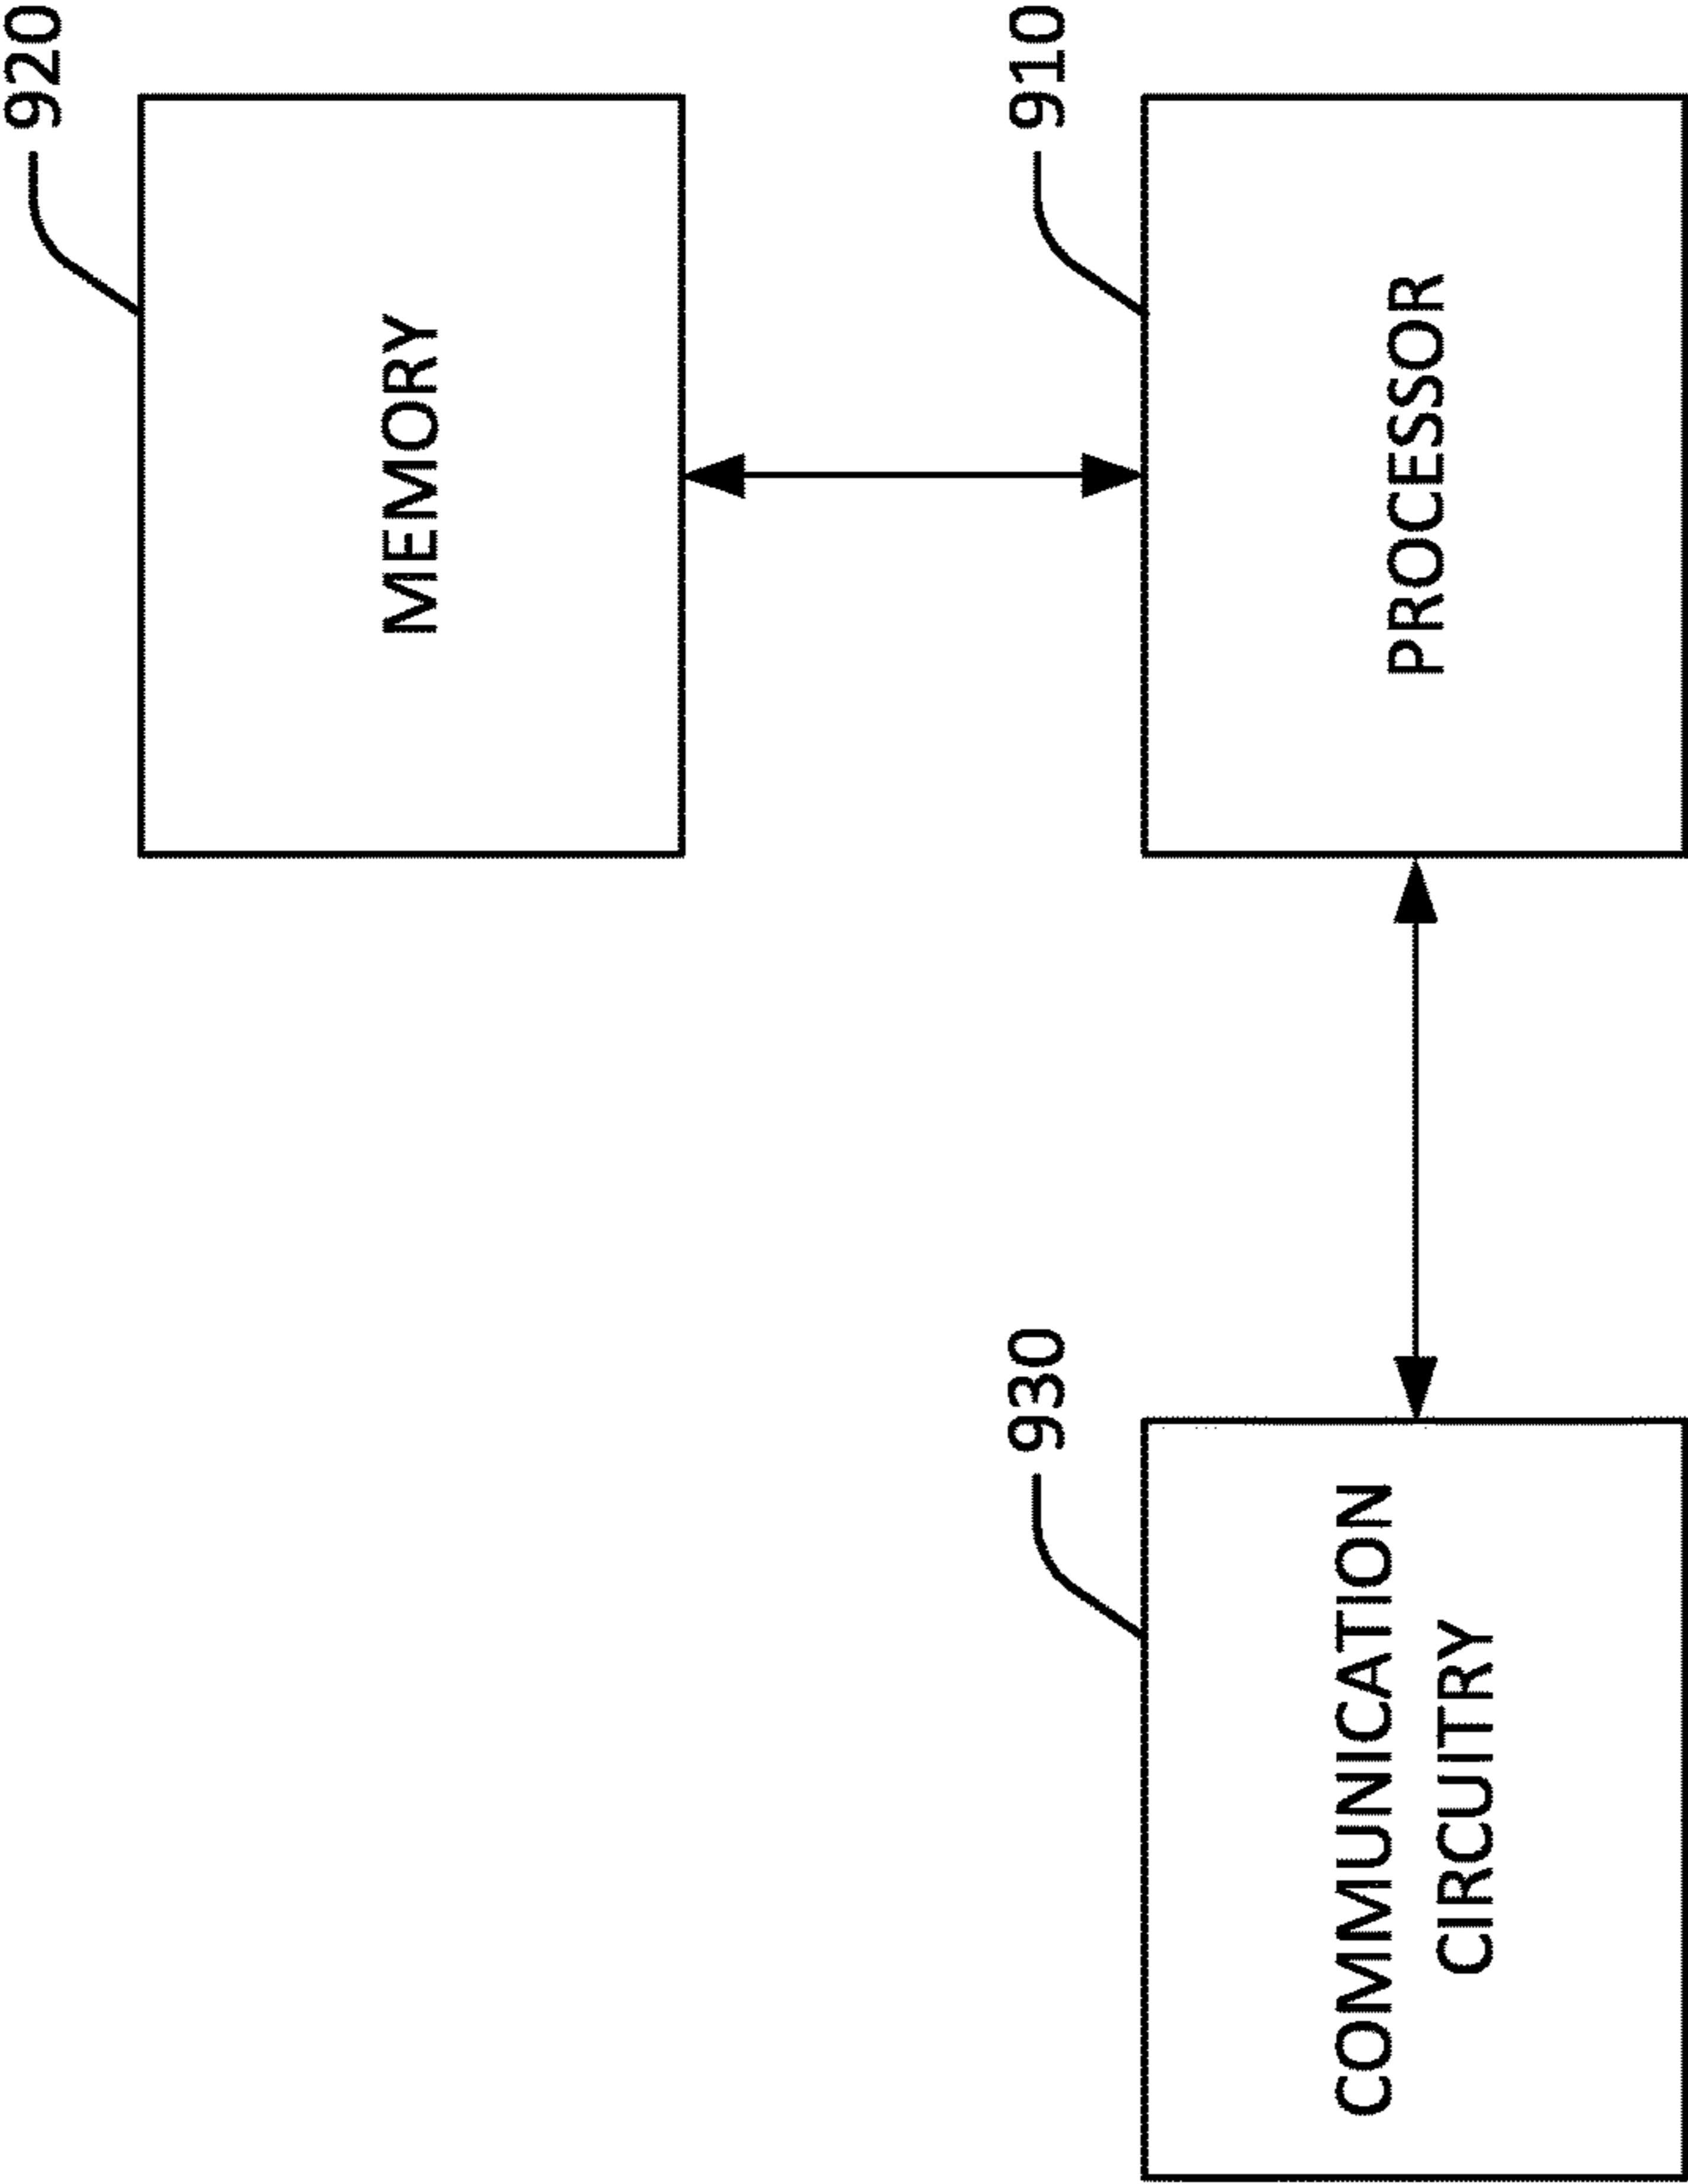 920
MEMORY
930
910
COMMUNICATION
CIRCUITRY
PROCESSOR